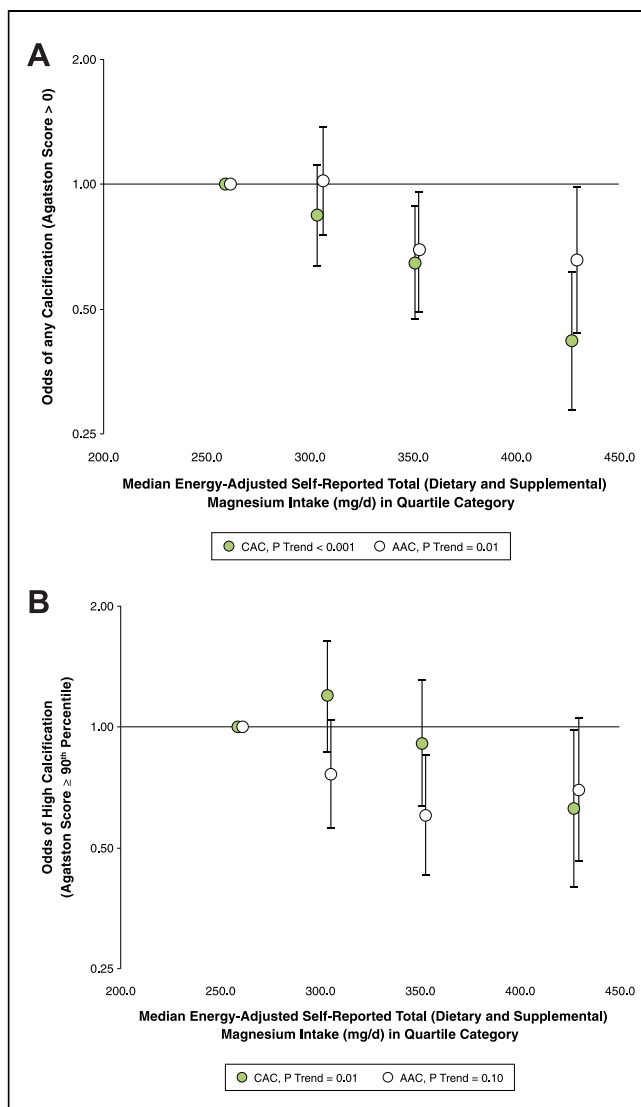 A
2.00
1.00
0.50
0.25
Odds of any Calcification (Agatston Score > 0)
200.0 250.0 300.0 350.0 400.0 450.0
Median Energy-Adjusted Self-Reported Total (Dietary and Supplemental)
Magnesium Intake (mg/d) in Quartile Category
CAC, P Trend < 0.001 AAC, P Trend = 0.01
B
2.00
1.00
0.50
0.25
Odds of High Calcification
(Agatston Score ≥ 90th Percentile)
200.0 250.0 300.0 350.0 400.0 450.0
Median Energy-Adjusted Self-Reported Total (Dietary and Supplemental)
Magnesium Intake (mg/d) in Quartile Category
CAC, P Trend = 0.01 AAC, P Trend = 0.10